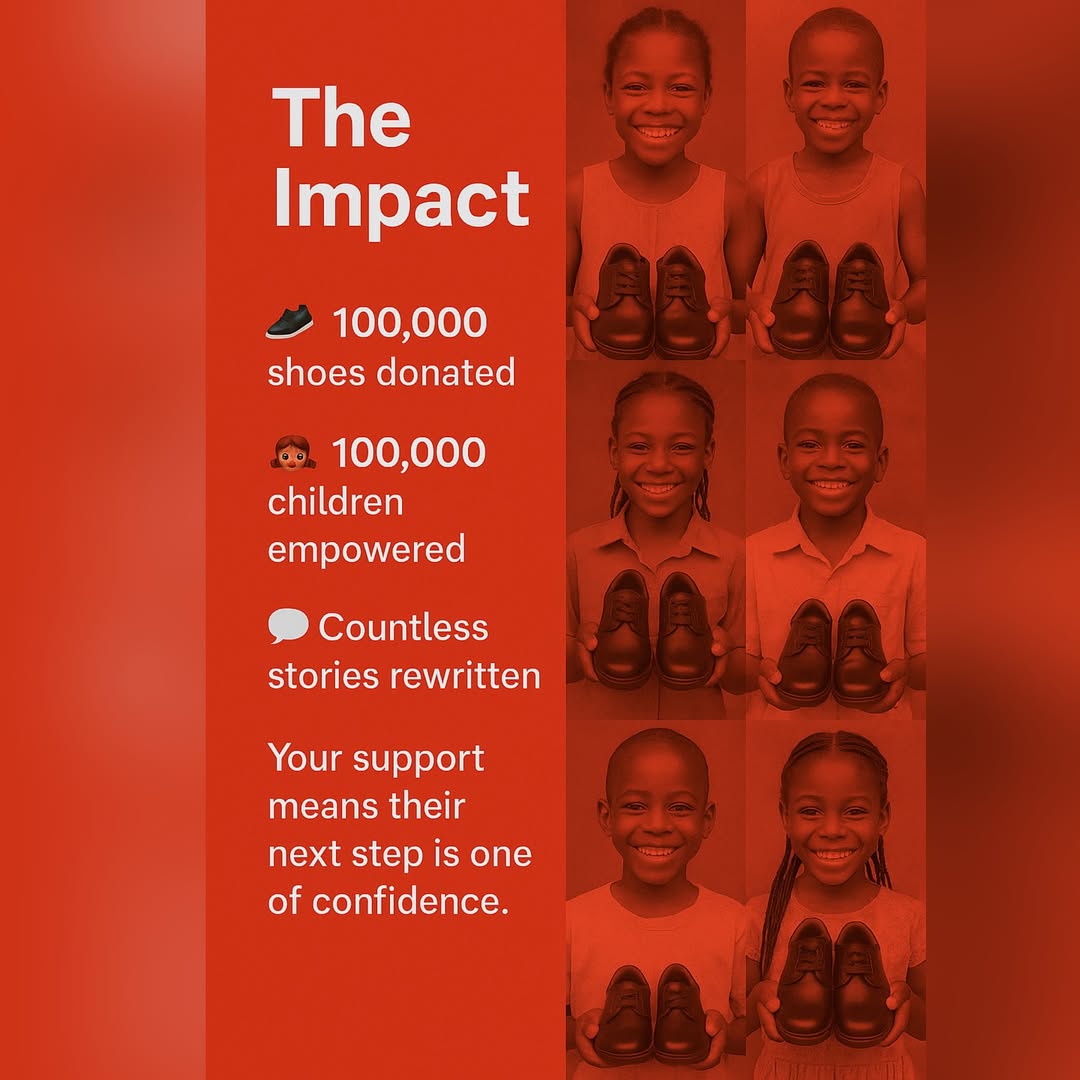 The
Impact
100,000
shoes donated
100,000
children
empowered
Countless
stories rewritten
Your support
means their
next step is one
of confidence.